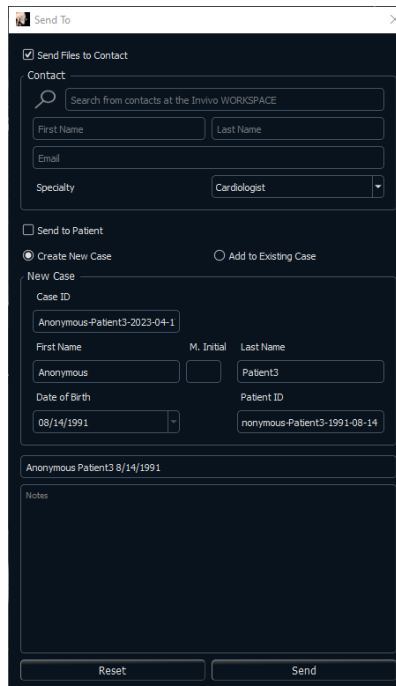 Send To
Send Files to Contact
Contact
Search from contacts at the Invivo WORKSPACE
First Name Last Name
Email
Specialty Cardiologist
Send to Patient
Create New Case Add to Existing Case
New Case
Case ID
Anonymous-Patient3-2023-04-1
First Name M. Initial Last Name
Anonymous Patient3
Date of Birth Patient ID
08/14/1991 nonymous-Patient3-1991-08-14
Anonymous Patient3 8/14/1991
Notes
Reset Send